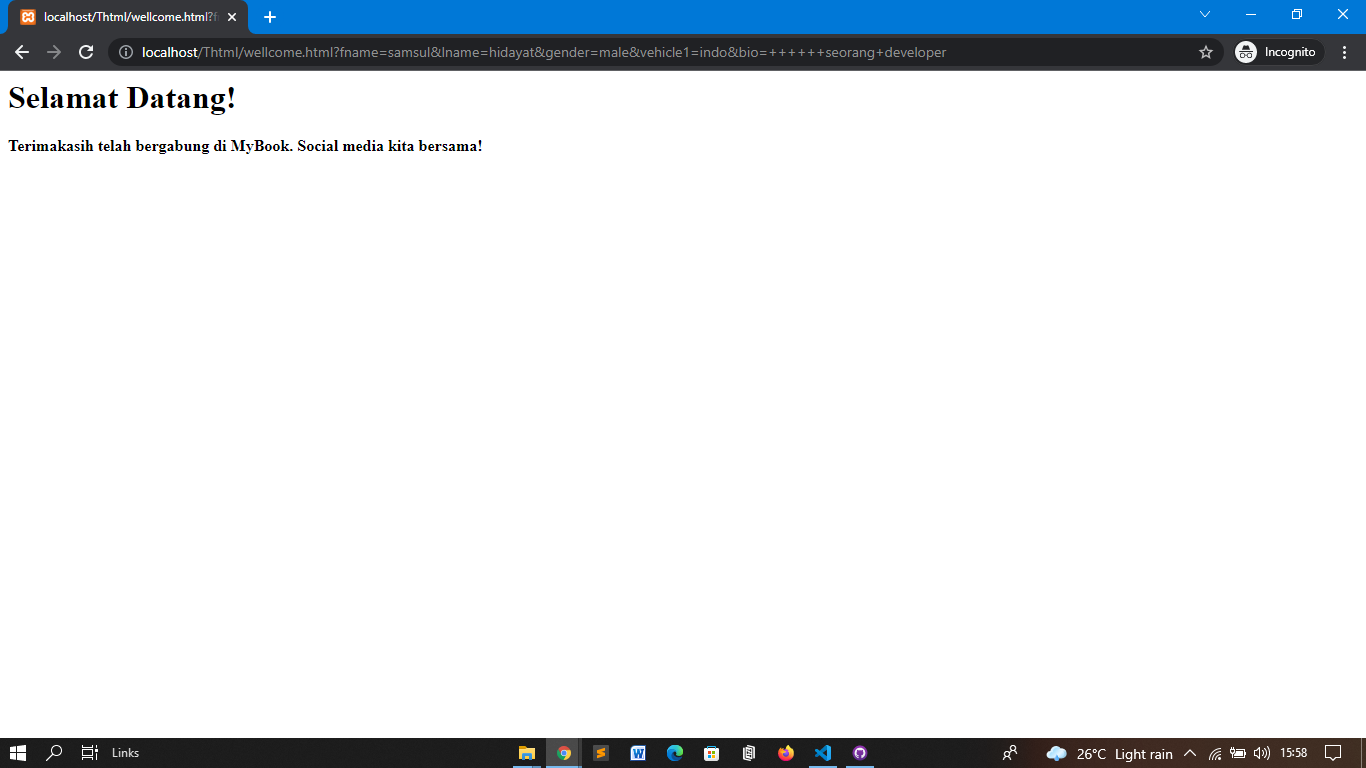 localhost/Thtml/wellcome.html?f
localhost/Thtml/wellcome.html?fname=samsul&lname=hidayat&gender=male&vehicle1=indo&bio=++++++seorang+developer
Incognito
Selamat Datang!
Terimakasih telah bergabung di MyBook. Social media kita bersama!
Links
26°C Light rain
15:58